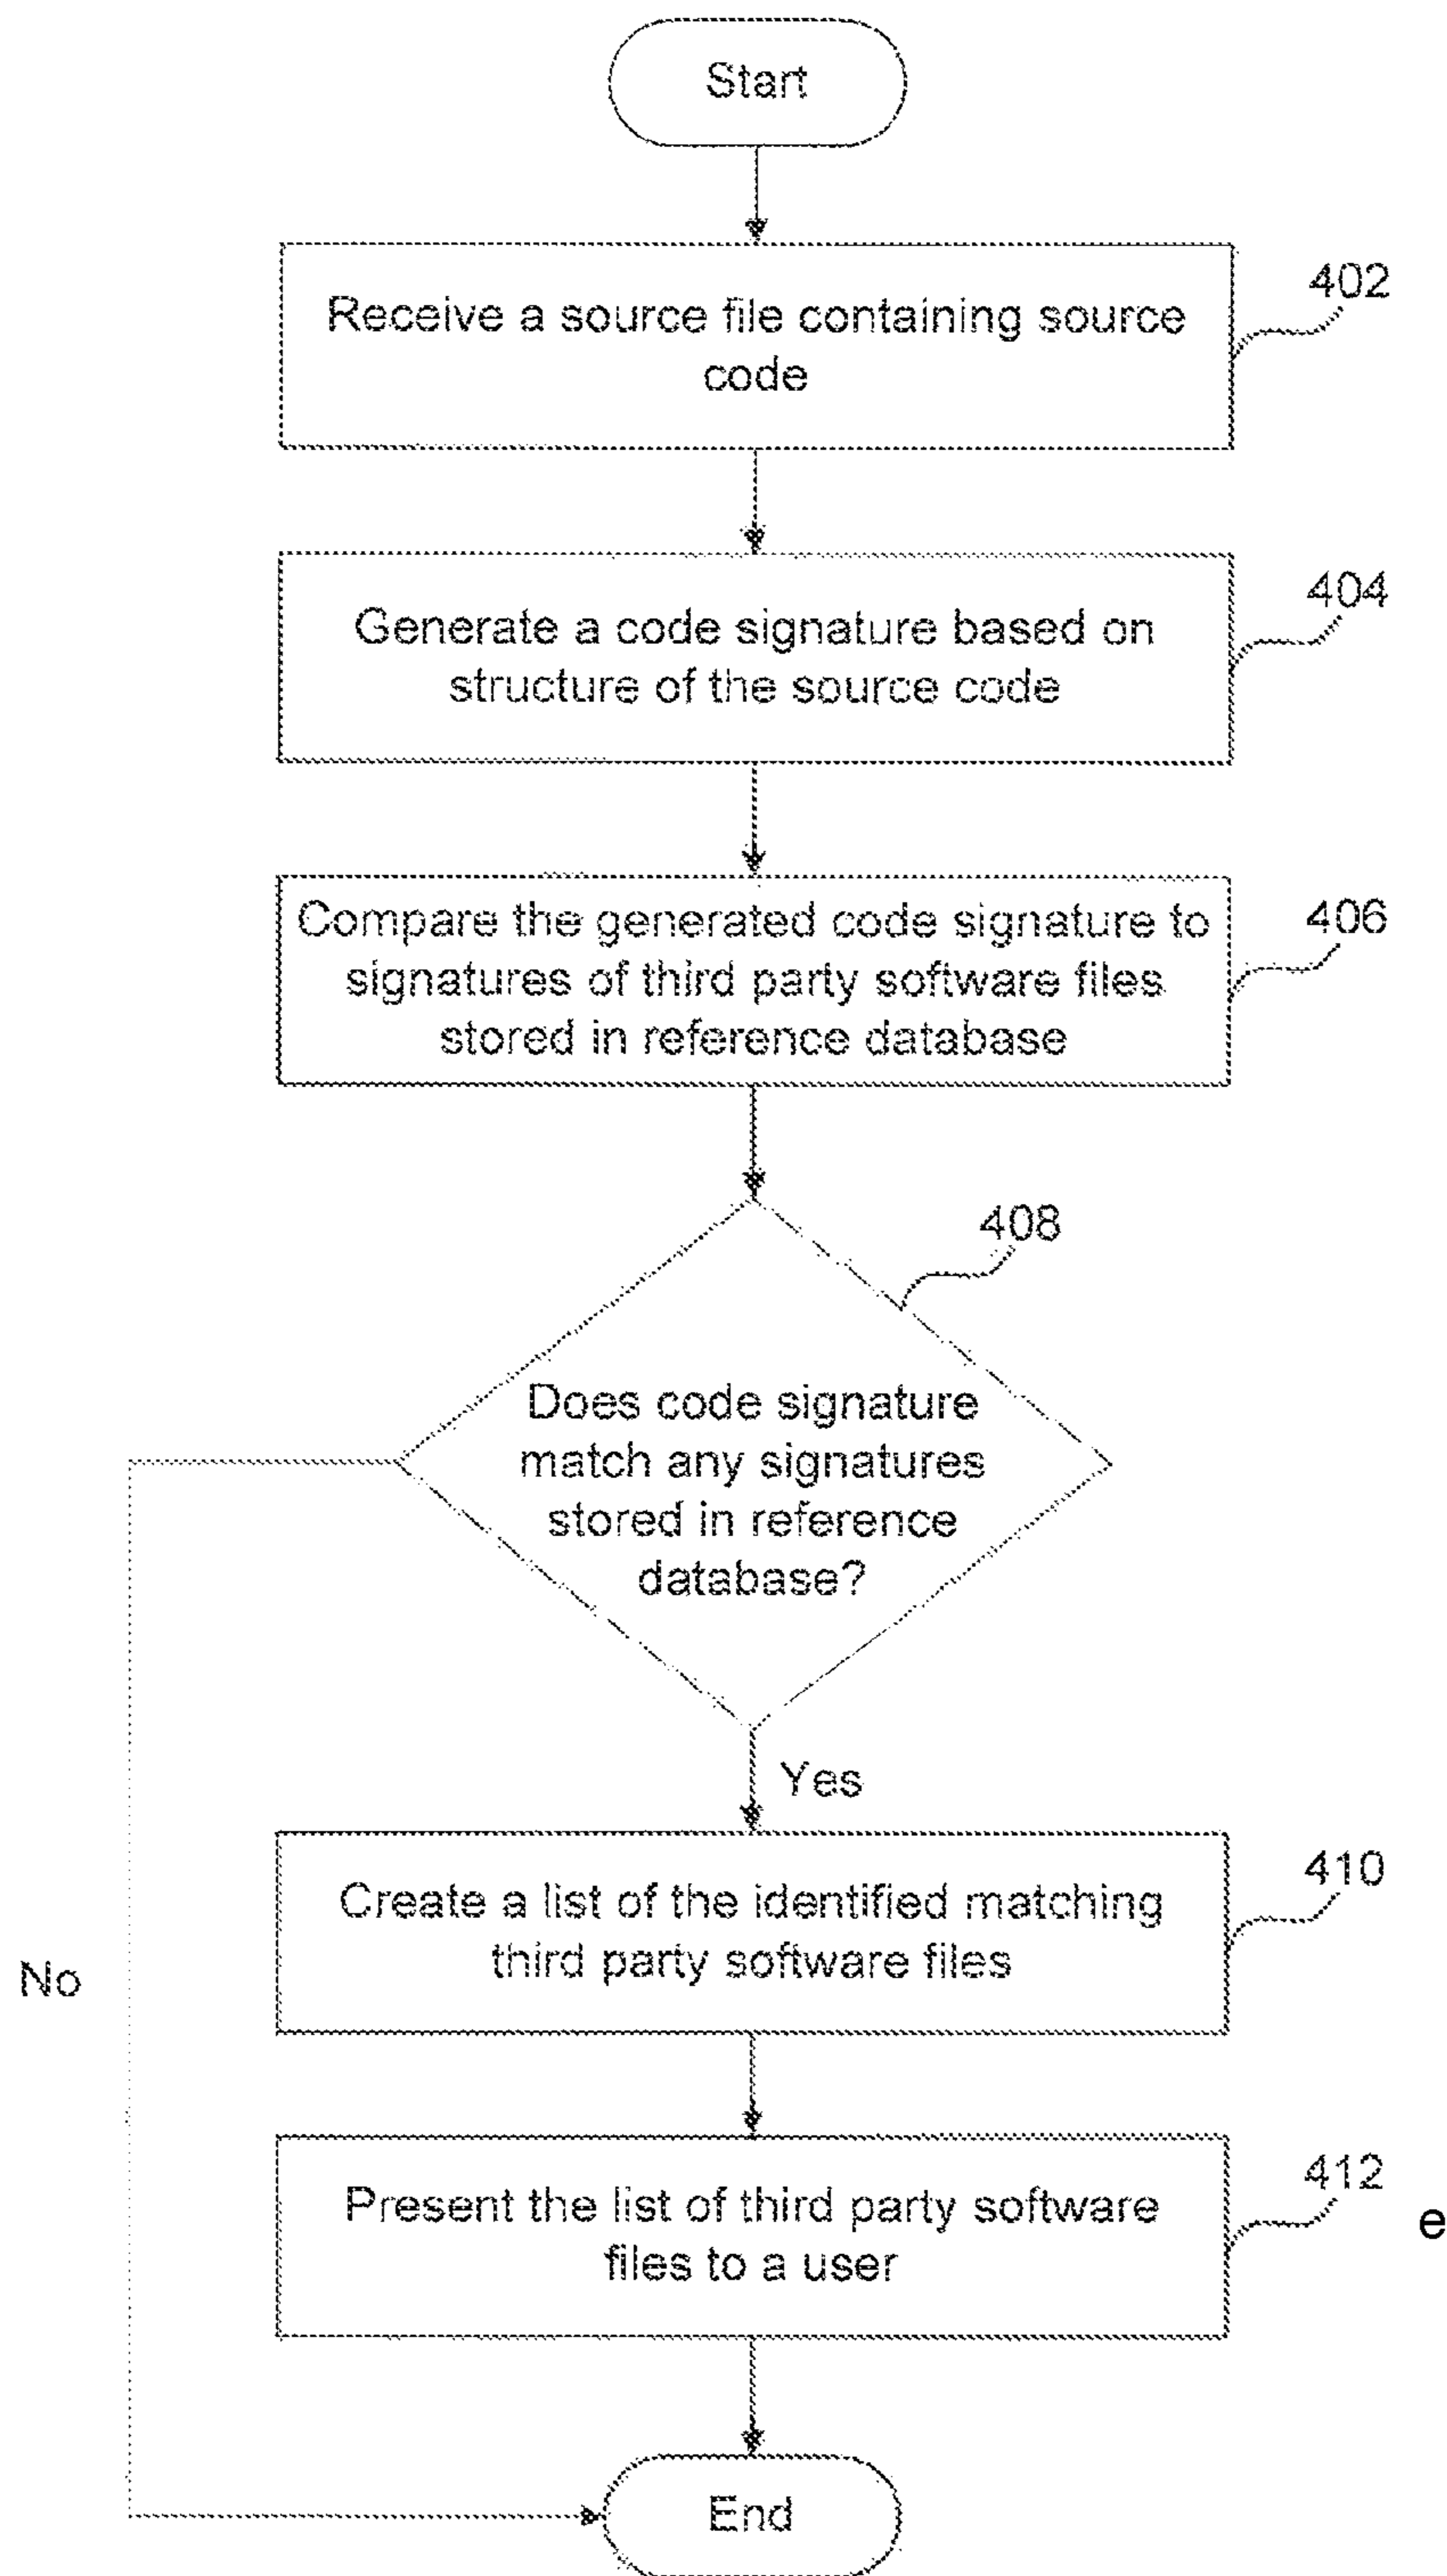 Start
Receive a source file containing source
code
402
Generate a code signature based on
structure of the source code
404
Compare the generated code signature to
signatures of third party software files
stored in reference database
406
408
Does code signature
match any signatures
stored in reference
database?
Yes
No
Create a list of the identified matching
third party software files
410
Present the list of third party software
files to a user
412
e
End